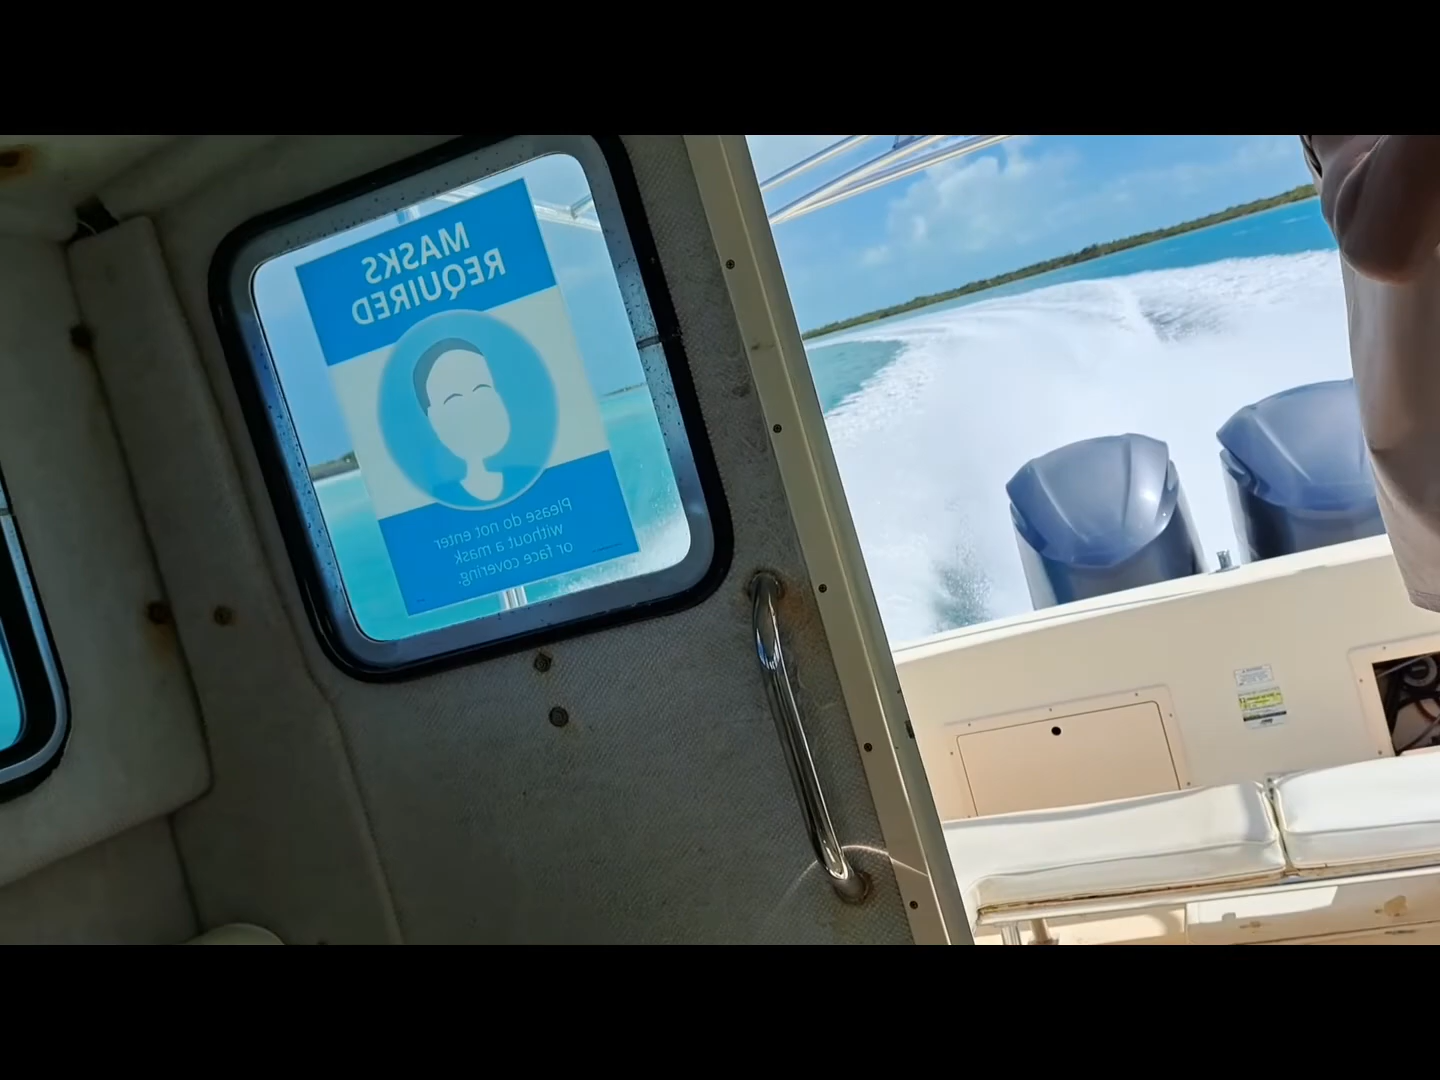 MASKS
REQUIRED
Please do not enter
without a mask
or face covering.